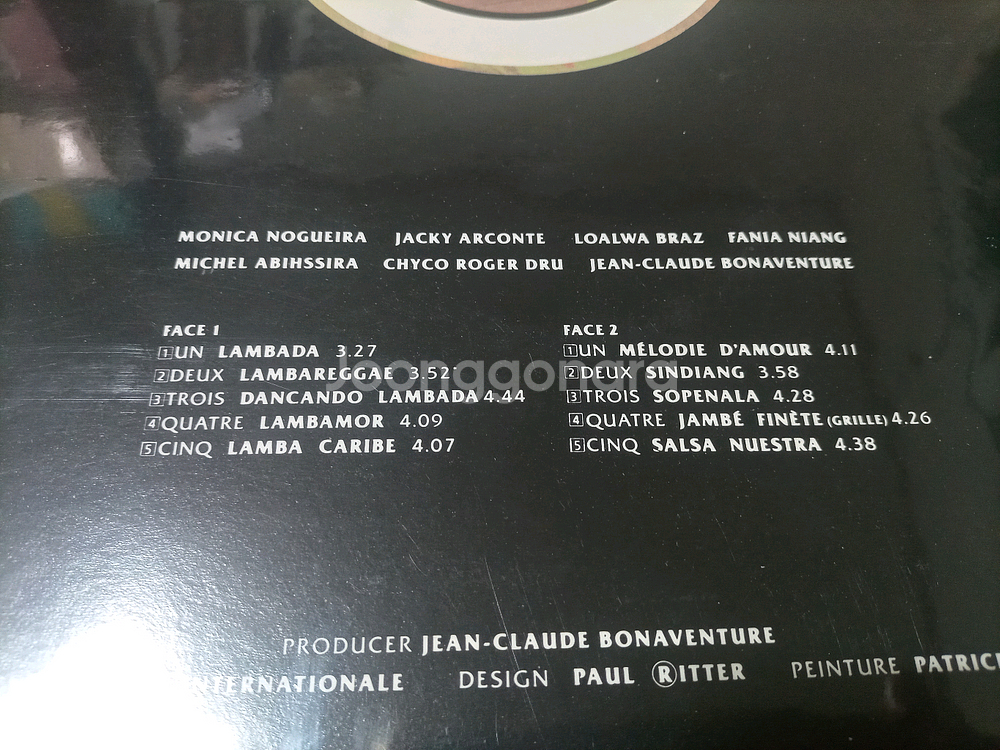 MONICA NOGUEIRA JACKY ARCONTE LOALWA BRAZ FANIA NIANG
MICHEL ABIHSSIRA CHYCO ROGER DRU JEAN-CLAUDE BONAVENTURE
FACE 1
1 UN LAMBADA 3.27
2 DEUX LAMBAREGGAE 3.52
3 TROIS DANCANDO LAMBADA 4.44
4 QUATRE LAMBAMOR 4.09
5 CINQ LAMBA CARIBE 4.07
FACE 2
1 UN MÉLODIE D'AMOUR 4.11
2 DEUX SINDIANG 3.58
3 TROIS SOPENALA 4.28
4 QUATRE JAMBÉ FINÈTE (GRILLE) 4.26
5 CINQ SALSA NUESTRA 4.38
Joonggonara
PRODUCER JEAN-CLAUDE BONAVENTURE
INTERNATIONALE DESIGN PAUL RITTER PEINTURE